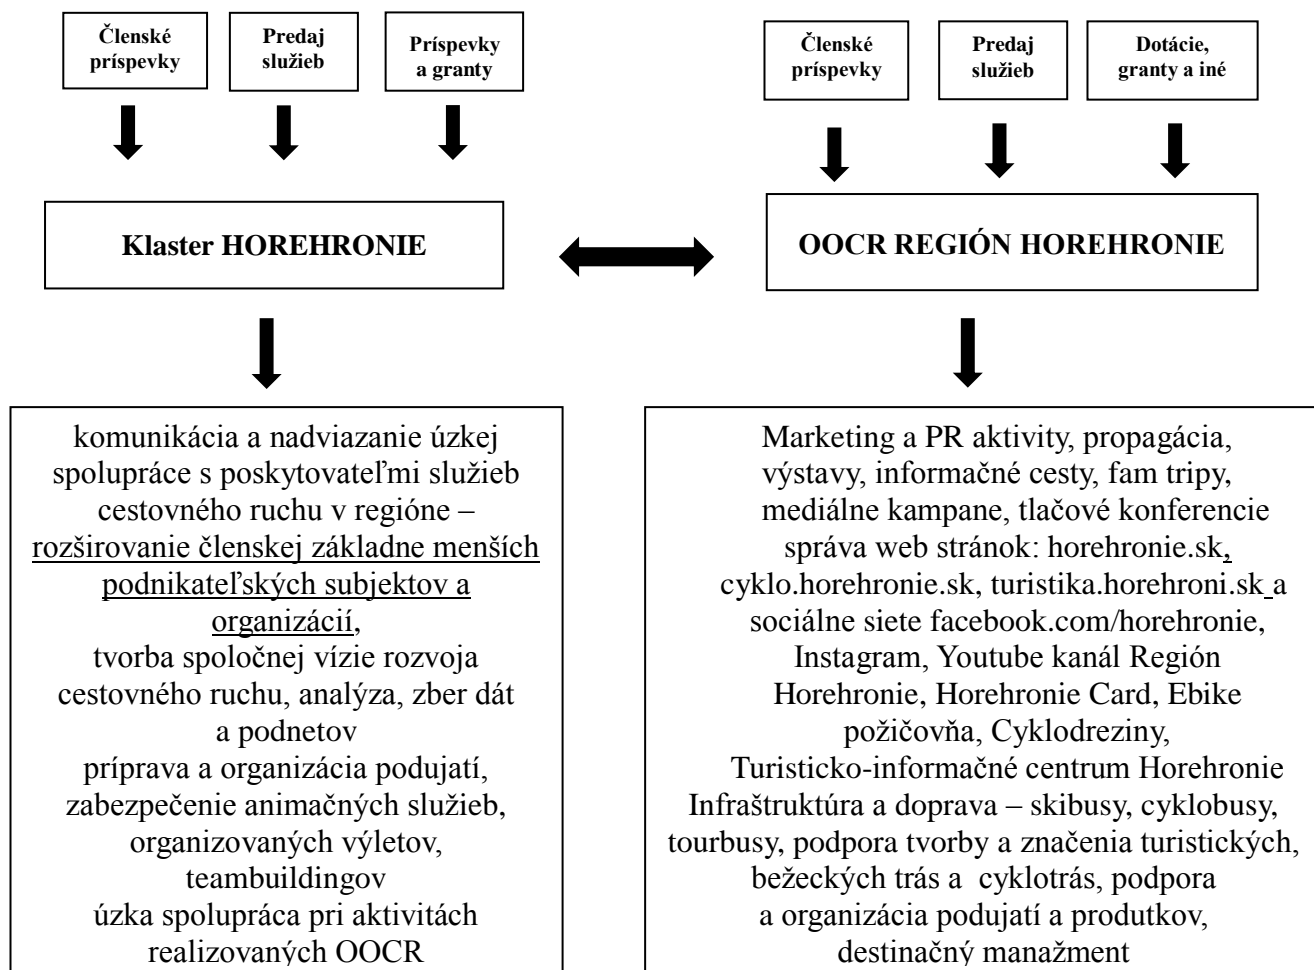 Členské
príspevky
Predaj
služieb
Príspevky
a granty
Členské
príspevky
Predaj
služieb
Dotácie,
granty a iné
Klaster HOREHRONIE
OOCR REGIÓN HOREHRONIE
komunikácia a nadviazanie úzkej
spolupráce s poskytovateľmi služieb
cestovného ruchu v regióne –
rozširovanie členskej základne menších
podnikateľských subjektov a
organizácií,
tvorba spoločnej vízie rozvoja
cestovného ruchu, analýza, zber dát
a podnetov
príprava a organizácia podujatí,
zabezpečenie animačných služieb,
organizovaných výletov,
teambuildingov
úzka spolupráca pri aktivitách
realizovaných OOCR
Marketing a PR aktivity, propagácia,
výstavy, informačné cesty, fam tripy,
mediálne kampane, tlačové konferencie
správa web stránok: horehronie.sk,
cyklo.horehronie.sk, turistika.horehroni.sk a
sociálne siete facebook.com/horehronie,
Instagram, Youtube kanál Región
Horehronie, Horehronie Card, Ebike
požičovňa, Cyklodreziny,
Turisticko-informačné centrum Horehronie
Infraštruktúra a doprava – skibusy, cyklobusy,
tourbusy, podpora tvorby a značenia turistických,
bežeckých trás a cyklotrás, podpora
a organizácia podujatí a produtkov,
destinačný manažment